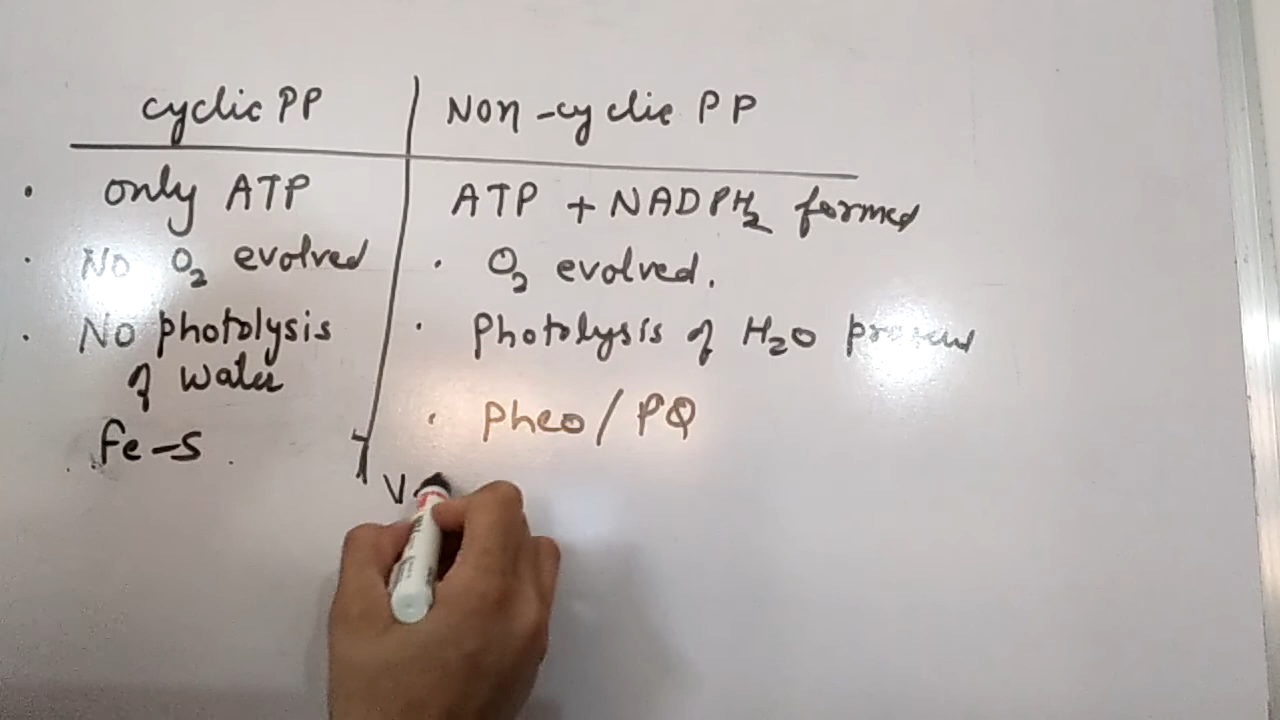 cyclic PP Non-cyclic PP
only ATP ATP + NADPH2 formed
No O2 evolved O2 evolved.
No photolysis Photolysis of H2O
of Water
Fe-S Pheo/PQ
V